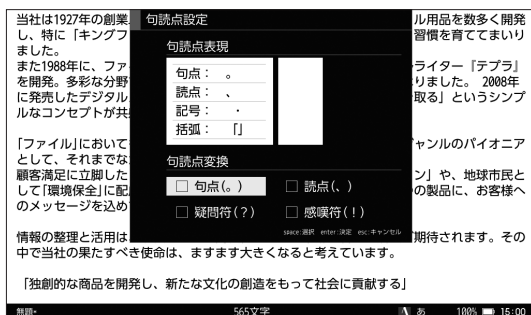 当社は1927年の創業
し、特に「キングフ
ました。
また1988年に、ファ
を開発。多彩な分野
に発売したデジタル
ルなコンセプトが共
「ファイル」において
として、それまでな
顧客満足に立脚した
して「環境保全」に配
のメッセージを込め
情報の整理と活用は
ル用品を数多く開発
習慣を育ててまいり
ライター『テプラ』
りました。 2008年
取る」というシンプ
ャンルのパイオニア
ン」や、地球市民と
の製品に、お客様へ
期待されます。その
句読点設定
句読点表現
句点： 。
読点： 、
記号： ・
括弧： 「」
句読点変換
□ 句点(。) □ 読点(、)
□ 疑問符(？) □ 感嘆符(！)
space:選択 enter:決定 esc:キャンセル
中で当社の果たすべき使命は、ますます大きくなると考えています。
「独創的な商品を開発し、新たな文化の創造をもって社会に貢献する」
無題* 565文字 A あ 100% 15:00